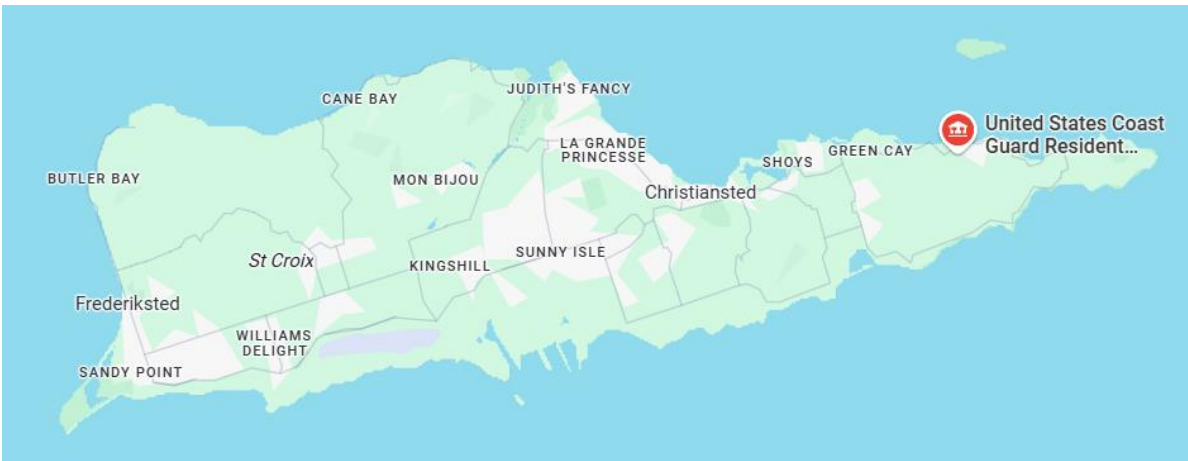 JUDITH'S FANCY
CANE BAY
United States Coast
Guard Resident...
LA GRANDE
PRINCESSE
GREEN CAY
SHOYS
BUTLER BAY
MON BIJOU
Christiansted
SUNNY ISLE
St Croix
KINGSHILL
Frederiksted
WILLIAMS
DELIGHT
SANDY POINT